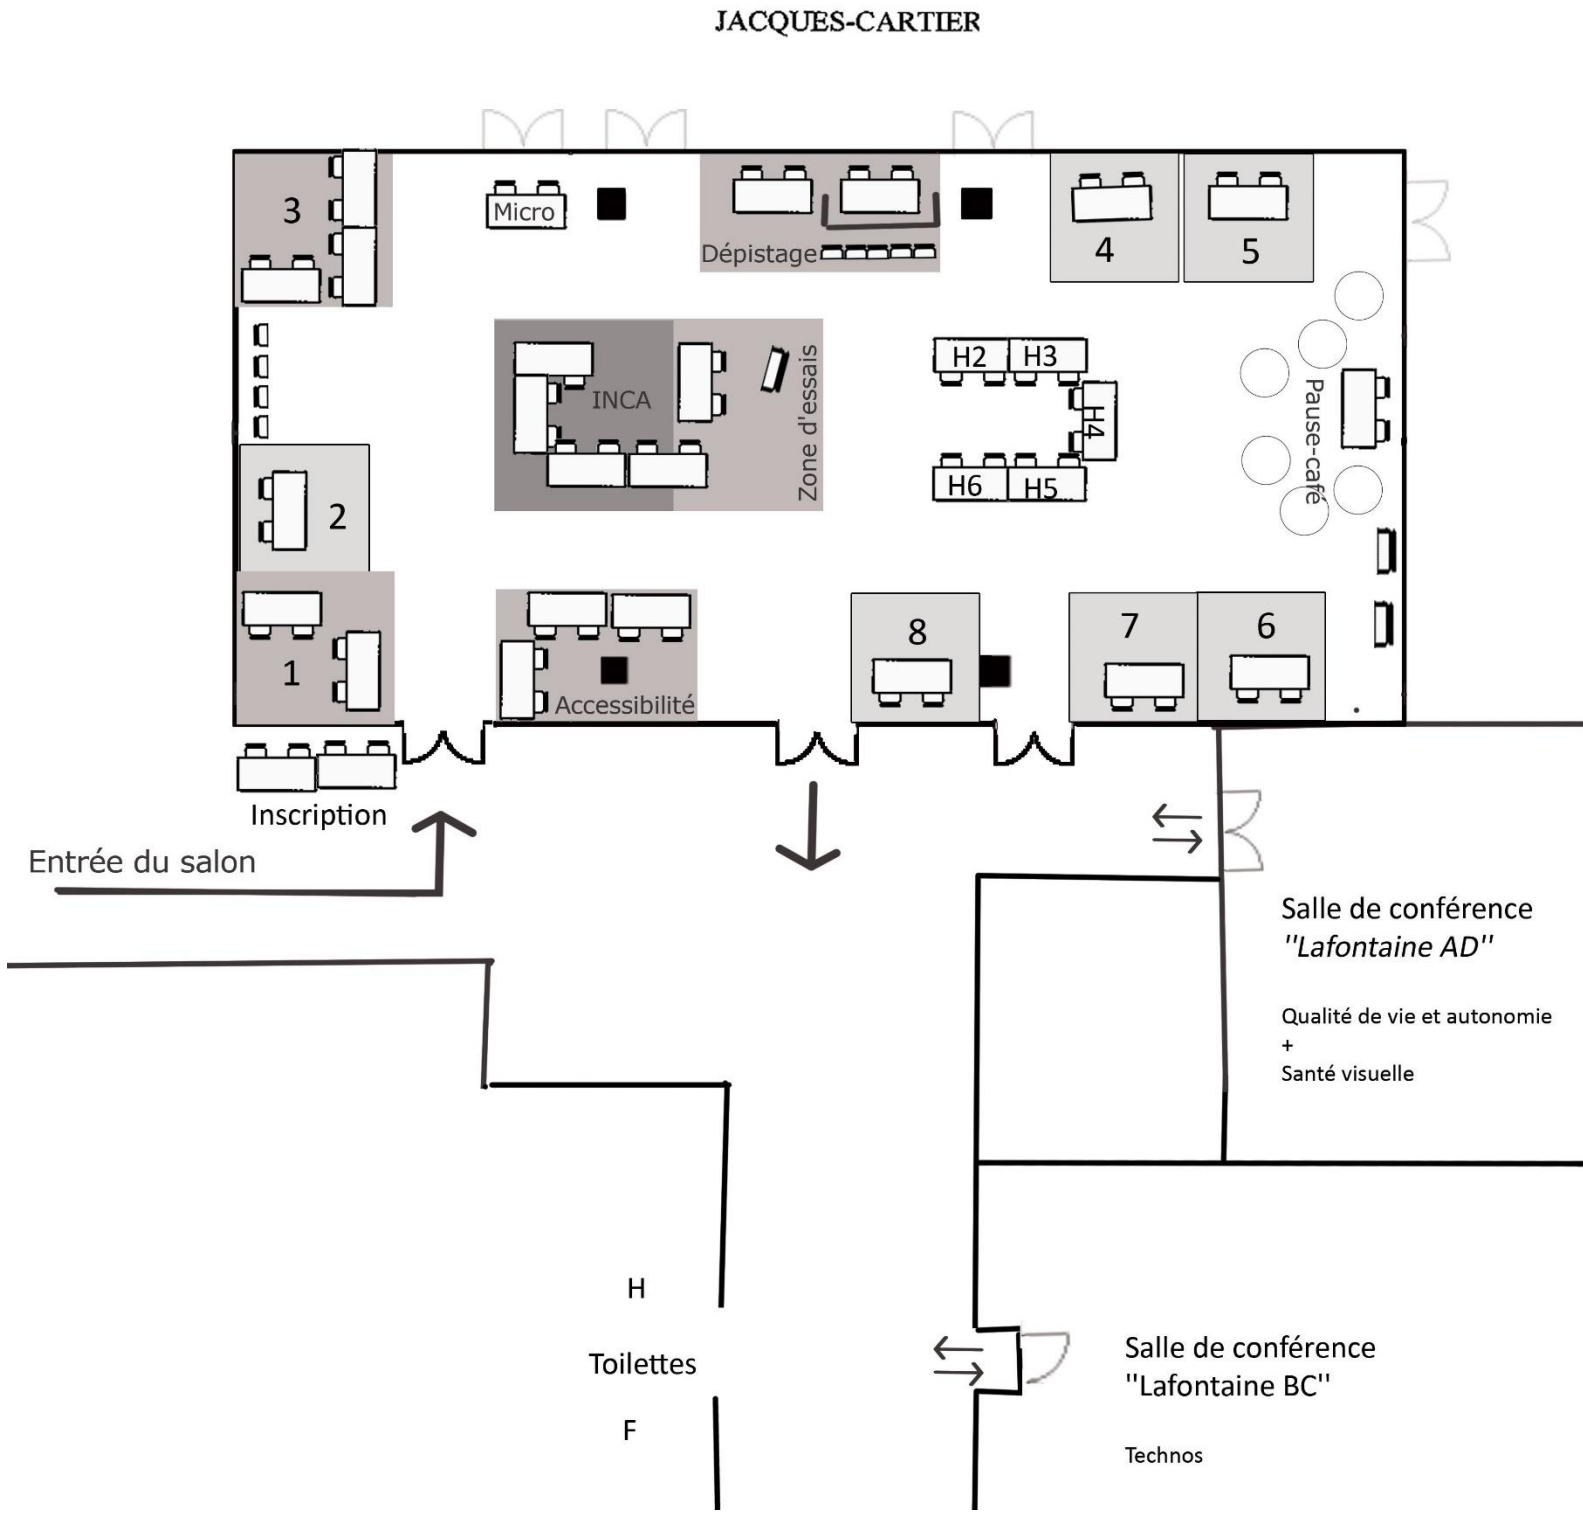 JACQUES-CARTIER
3
Micro
Dépistage
4
5
INCA
Zone d'essais
H2
H3
H4
H6
H5
Pause-café
2
1
Accessibilité
8
7
6
Inscription
Entrée du salon
Salle de conférence
"Lafontaine AD"
Qualité de vie et autonomie
+
Santé visuelle
H
Toilettes
F
Salle de conférence
"Lafontaine BC"
Technos